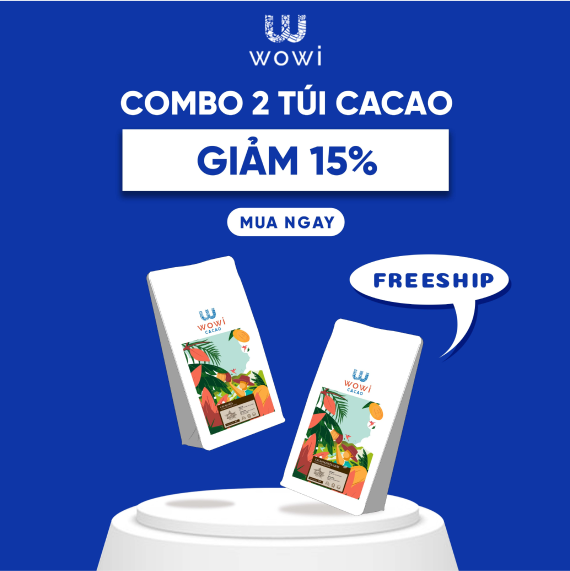 wowi
COMBO 2 TÚI CACAO
GIẢM 15%
MUA NGAY
FREESHIP
wowi
CACAO
wowi
CACAO